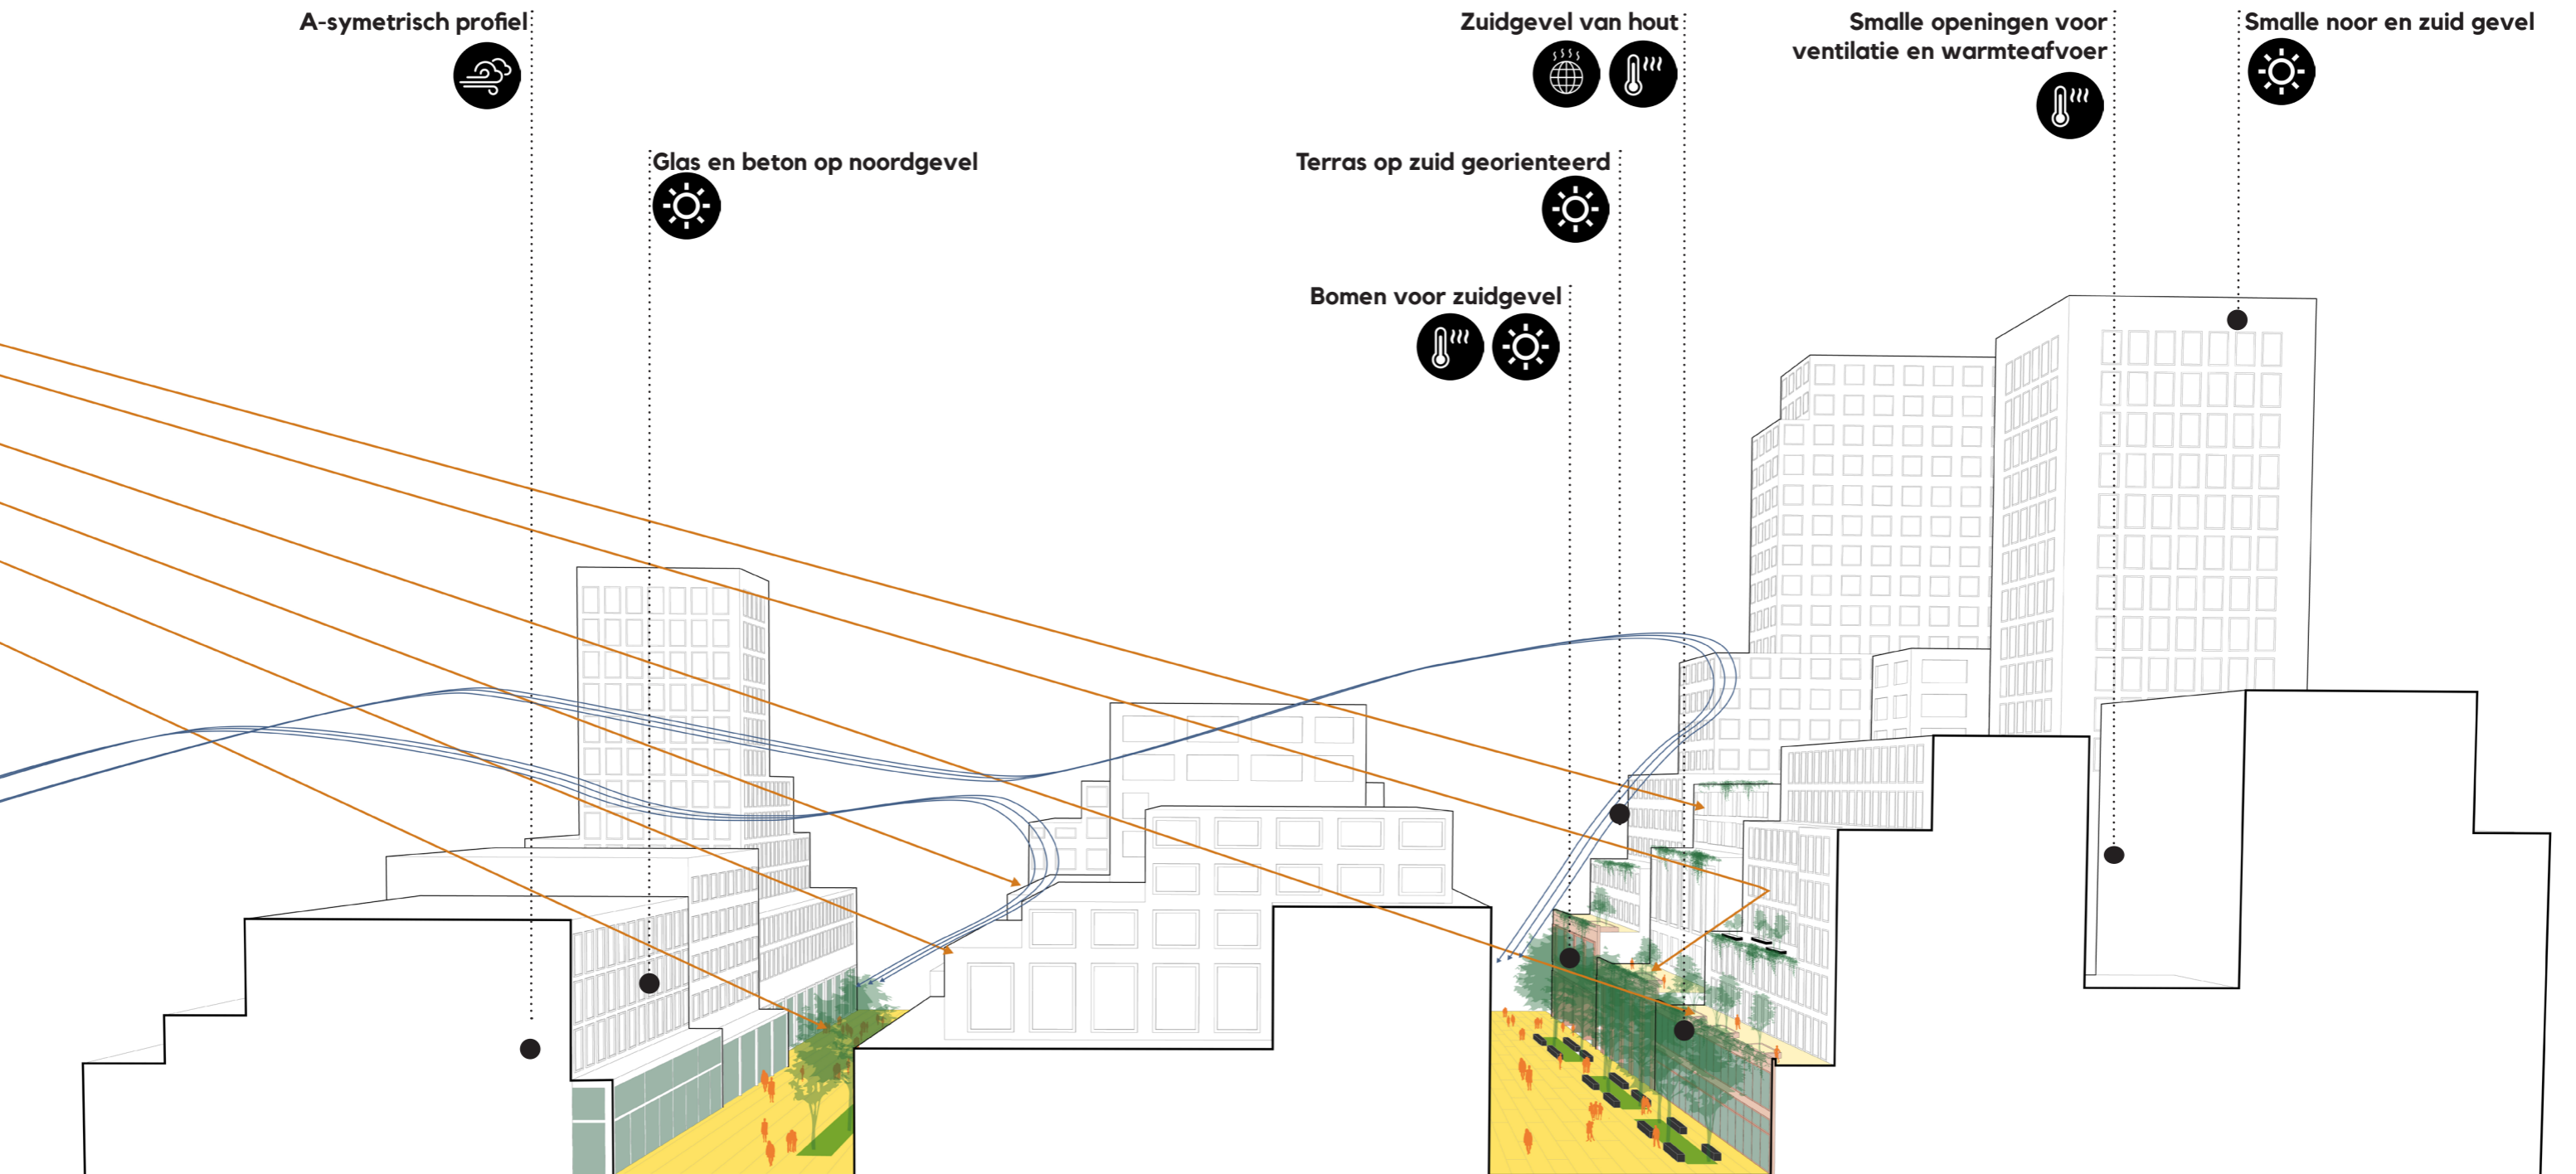 A-symetrisch profiel
Zuidgevel van hout
Smalle openingen voor
ventilatie en warmteafvoer
Smalle noor en zuid gevel
Glas en beton op noordgevel
Terras op zuid georienteerd
Bomen voor zuidgevel